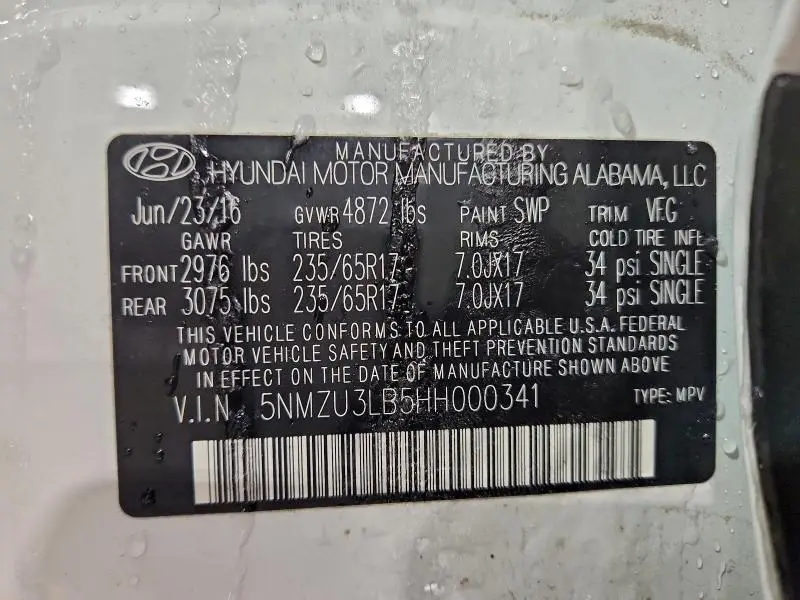 MANUFACTURED BY
HYUNDAI MOTOR MANUFACTURING ALABAMA, LLC
Jun/23/16 GVWR 4872 lbs PAINT SWP TRIM VFG
GAWR TIRES RIMS COLD TIRE INFL
FRONT 2976 lbs 235/65R17 7.0JX17 34 psi SINGLE
REAR 3075 lbs 235/65R17 7.0JX17 34 psi SINGLE
THIS VEHICLE CONFORMS TO ALL APPLICABLE U.S.A. FEDERAL
MOTOR VEHICLE SAFETY AND THEFT PREVENTION STANDARDS
IN EFFECT ON THE DATE OF MANUFACTURE SHOWN ABOVE
V.I.N. 5NMZU3LB5HH000341 TYPE: MPV